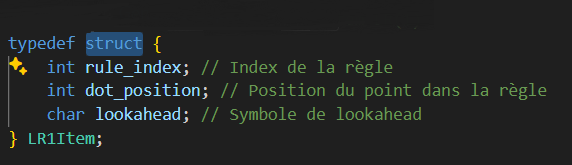 typedef struct {
int rule_index; // Index de la règle
int dot_position; // Position du point dans la règle
char lookahead; // Symbole de lookahead
} LR1Item;